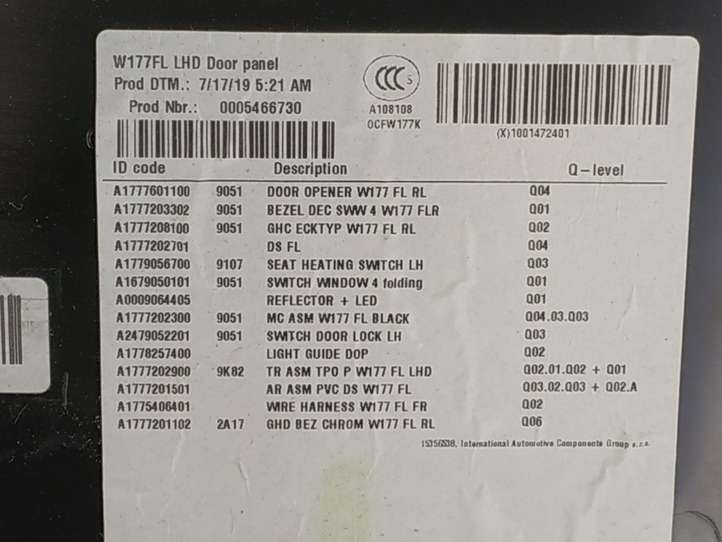 W177FL LHD Door panel
Prod DTM.: 7/17/19 5:21 AM
Prod Nbr.: 0005466730
CCC S
A108108
OCFW177K
(X)1001472401
ID code Description Q-level
A1777601100 9051 DOOR OPENER W177 FL RL Q04
A1777203302 9051 BEZEL DEC SWW 4 W177 FLR Q01
A1777208100 9051 GHC ECKTYP W177 FL RL Q02
A1777202701 DS FL Q04
A1779056700 9107 SEAT HEATING SWITCH LH Q03
A1679050101 9051 SWITCH WINDOW 4 folding Q01
A0009064405 REFLECTOR + LED Q01
A1777202300 9051 MC ASM W177 FL BLACK Q04.03.Q03
A2479052201 9051 SWITCH DOOR LOCK LH Q03
A1778257400 LIGHT GUIDE DOP Q02
A1777202900 9K82 TR ASM TPO P W177 FL LHD Q02.01.Q02 + Q01
A1777201501 AR ASM PVC DS W177 FL Q03.02.Q03 + Q02.A
A1775406401 WIRE HARNESS W177 FL FR Q02
A1777201102 2A17 GHD BEZ CHROM W177 FL RL Q06
International Automotive Components Group s.r.o.